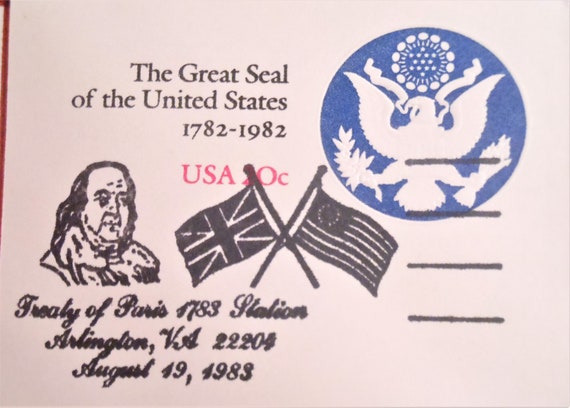 The Great Seal
of the United States
1782-1982
USA 20c
Treaty of Paris 1783 Station
Arlington, VA 22204
August 19, 1983